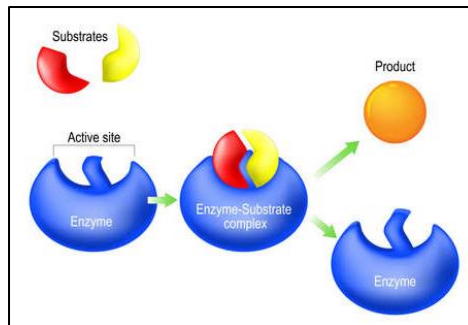 Substrates
Product
Active site
Enzyme
Enzyme-Substrate
complex
Enzyme